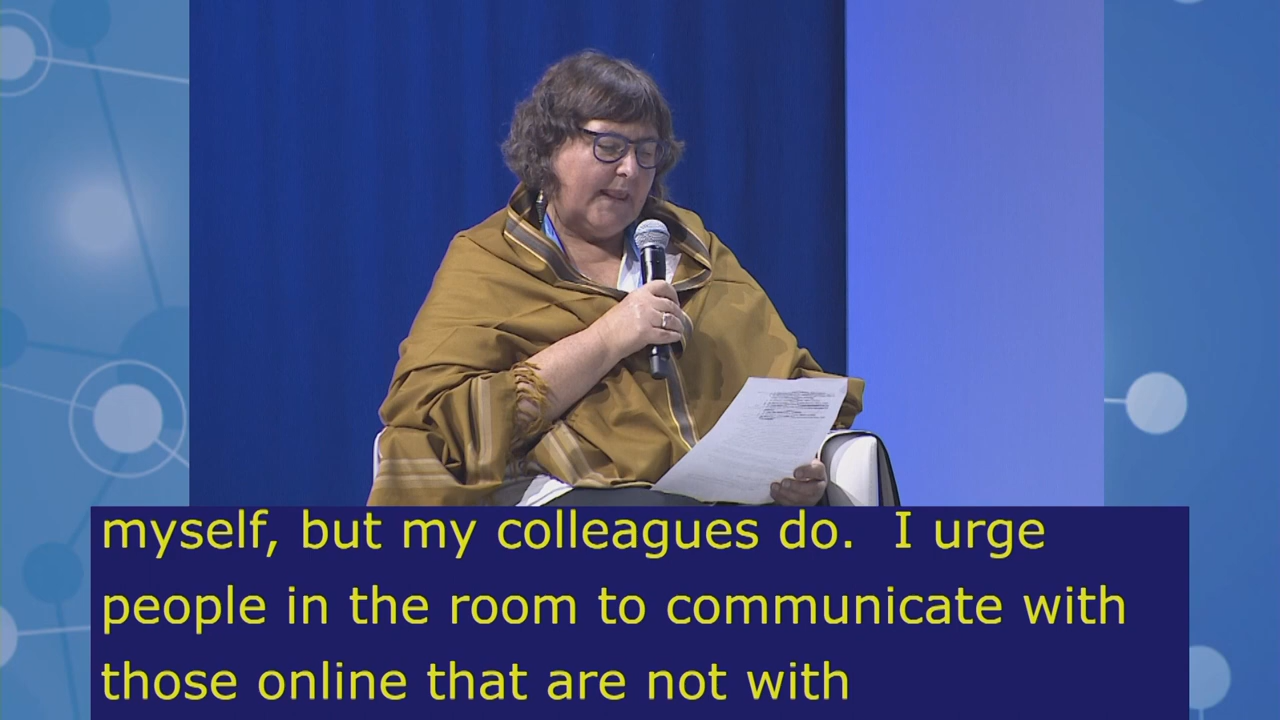 myself, but my colleagues do.  I urge
people in the room to communicate with
those online that are not with